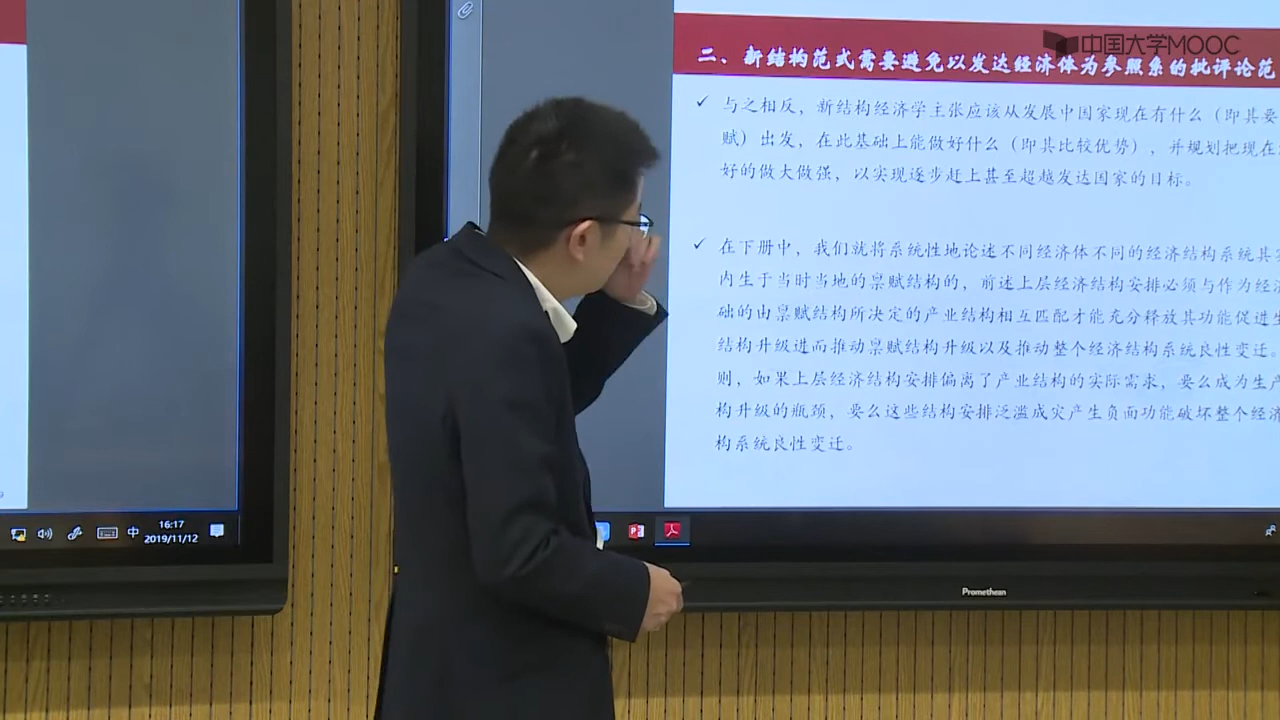 中国大学MOOC
二、新结构范式需要避免以发达经济体为参照系的批评论范
✓ 与之相反，新结构经济学主张应该从发展中国家现在有什么（即其要
赋）出发，在此基础上能做好什么（即其比较优势），并规划把现在
好的做大做强，以实现逐步赶上甚至超越发达国家的目标。
✓ 在下册中，我们就将系统性地论述不同经济体不同的经济结构系统其
内生于当时当地的禀赋结构的，前述上层经济结构安排必须与作为经
础的由禀赋结构所决定的产业结构相互匹配才能充分释放其功能促进
结构升级进而推动禀赋结构升级以及推动整个经济结构系统良性变迁。
则，如果上层经济结构安排偏离了产业结构的实际需求，要么成为生产
构升级的瓶颈，要么这些结构安排泛滥成灾产生负面功能破坏整个经
构系统良性变迁。
中
16:17
2019/11/12
Promethean